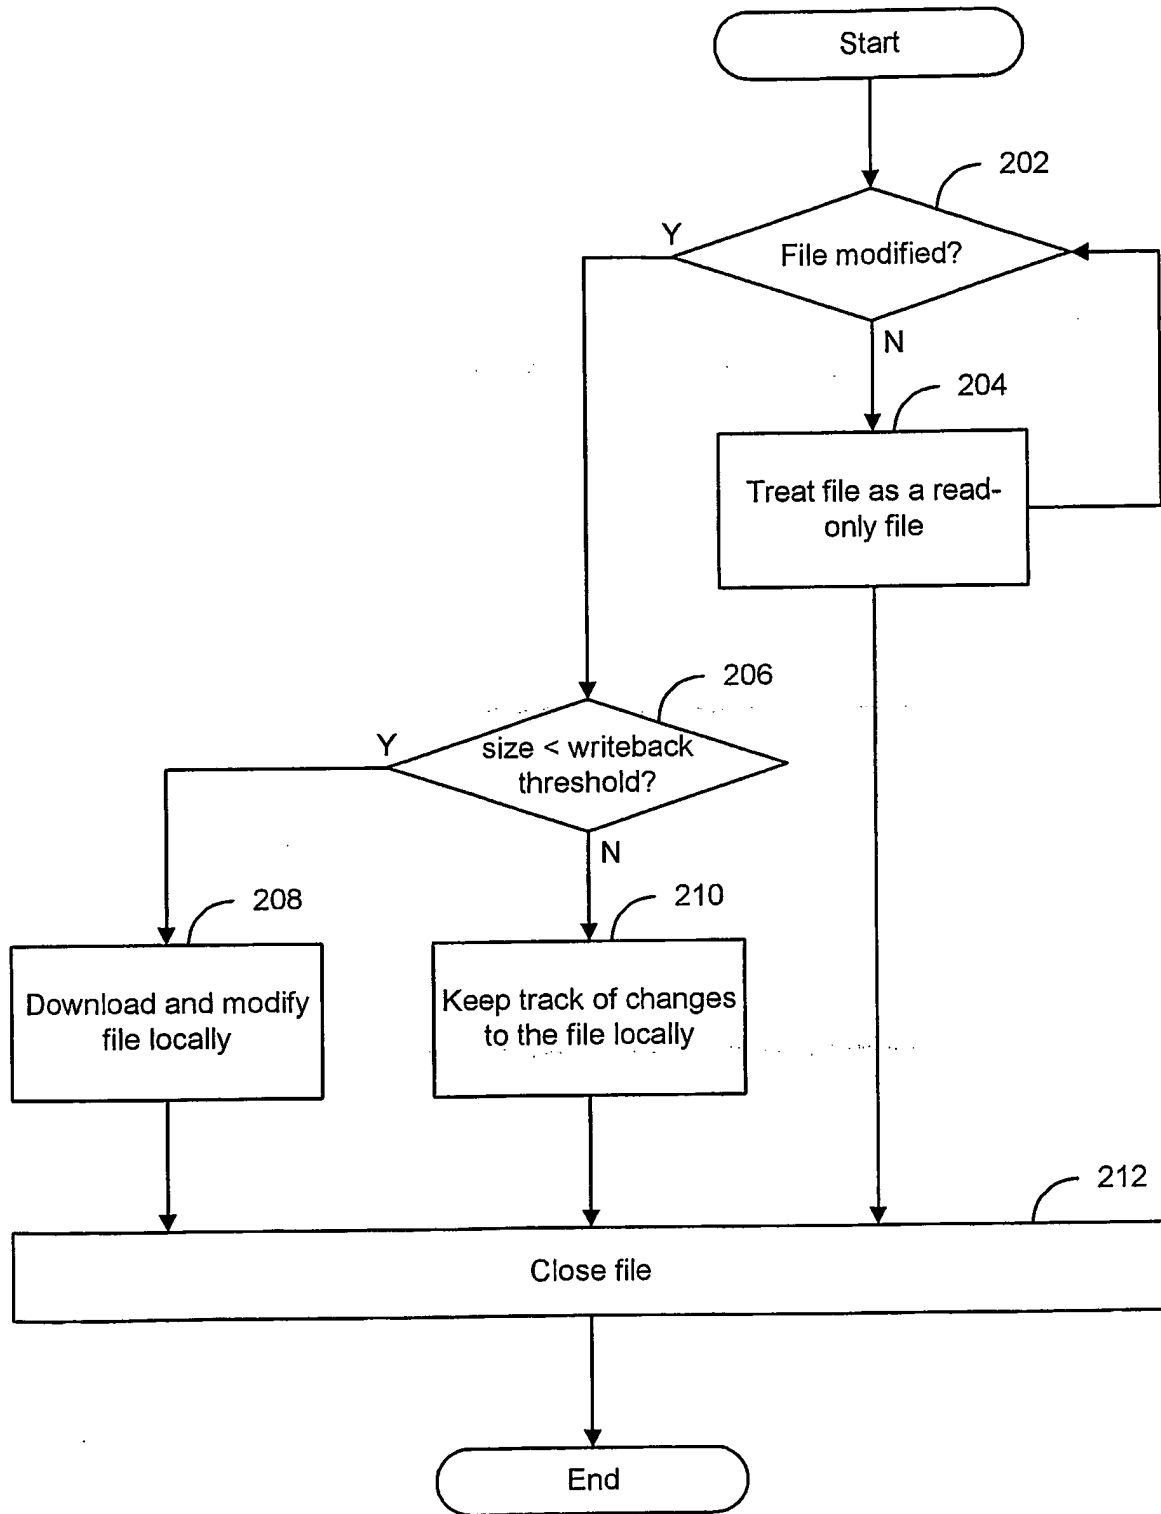 Start
202
Y
File modified?
N
204
Treat file as a read-
only file
206
Y
size < writeback
threshold?
N
208
210
Download and modify
file locally
Keep track of changes
to the file locally
212
Close file
End